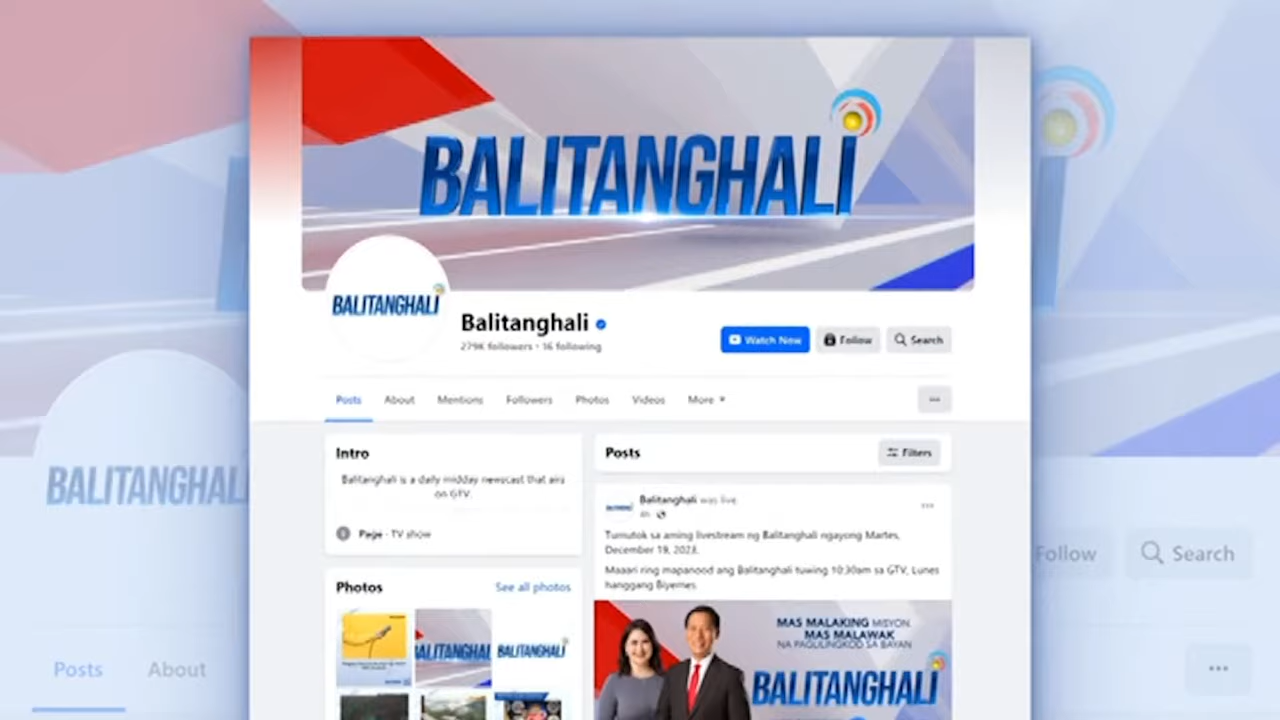 BALITANGHALI
BALITANGHALI
Balitanghali
279K followers • 16 following
Watch Now
Follow
Search
Posts
About
Mentions
Followers
Photos
Videos
More
Intro
Balitanghali is a daily midday newscast that airs
on GTV.
Page · TV show
Photos
See all photos
BALITANGHALI
BALITANGHALI
Posts
Filters
Balitanghali was live.
4h
Tumutok sa aming livestream ng Balitanghali ngayong Martes,
December 19, 2023.
Maaari ring mapanood ang Balitanghali tuwing 10:30am sa GTV, Lunes
hanggang Biyernes.
MAS MALAKING MISYON.
MAS MALAWAK
NA PAGLILINGKOD SA BAYAN
BALITANGHALI
BALITANGHALI
Posts
About
Follow
Search